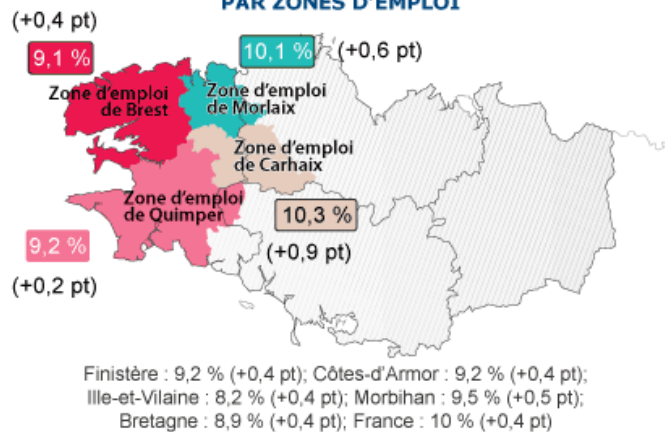 PAR ZONES D'EMPLOI
(+0,4 pt)
9,1 %
10,1 %
(+0,6 pt)
Zone d'emploi
de Brest
Zone d'emploi
de Morlaix
Zone d'emploi
de Carhaix
Zone d'emploi
de Quimper
10,3 %
(+0,9 pt)
9,2 %
(+0,2 pt)
Finistère : 9,2 % (+0,4 pt); Côtes-d'Armor : 9,2 % (+0,4 pt);
Ille-et-Vilaine : 8,2 % (+0,4 pt); Morbihan : 9,5 % (+0,5 pt);
Bretagne : 8,9 % (+0,4 pt); France : 10 % (+0,4 pt)